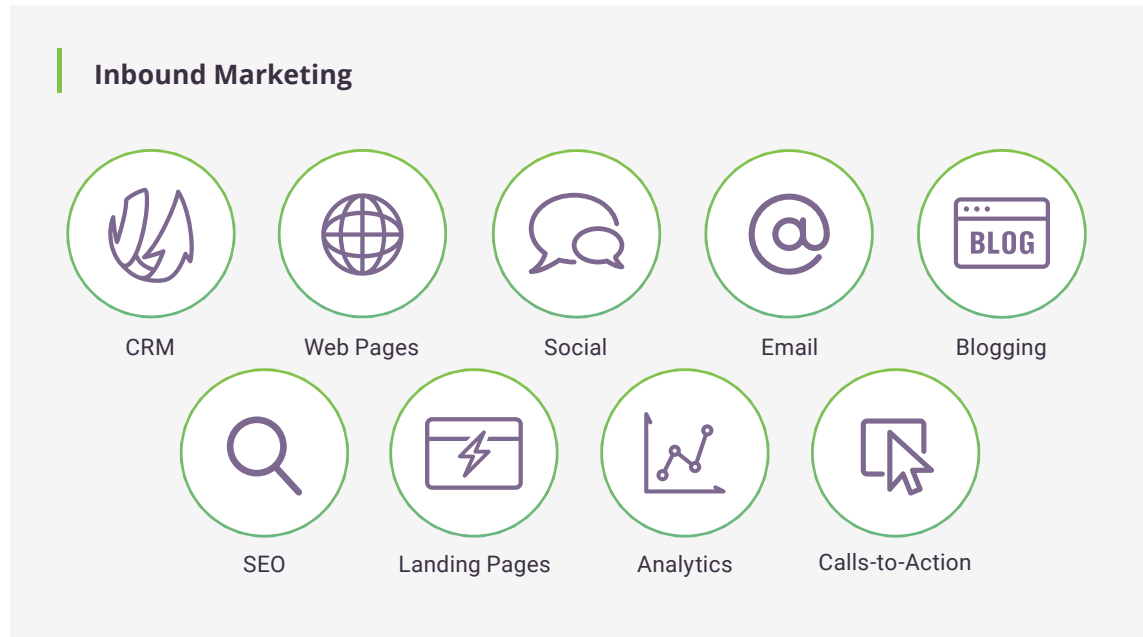 Inbound Marketing
BLOG
CRM
Web Pages
Social
Email
Blogging
SEO
Landing Pages
Analytics
Calls-to-Action